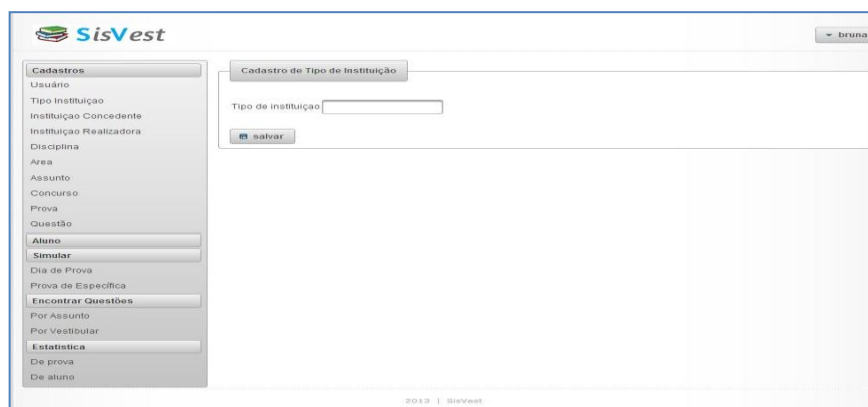 SisVest
bruna
Cadastros
Usuário
Tipo Instituiçao
Instituiçao Concedente
Instituiçao Realizadora
Disciplina
Area
Assunto
Concurso
Prova
Questão
Aluno
Simular
Dia de Prova
Prova de Específica
Encontrar Questões
Por Assunto
Por Vestibular
Estatistica
De prova
De aluno
Cadastro de Tipo de Instituição
Tipo de instituiçao
salvar
2013 | SisVest